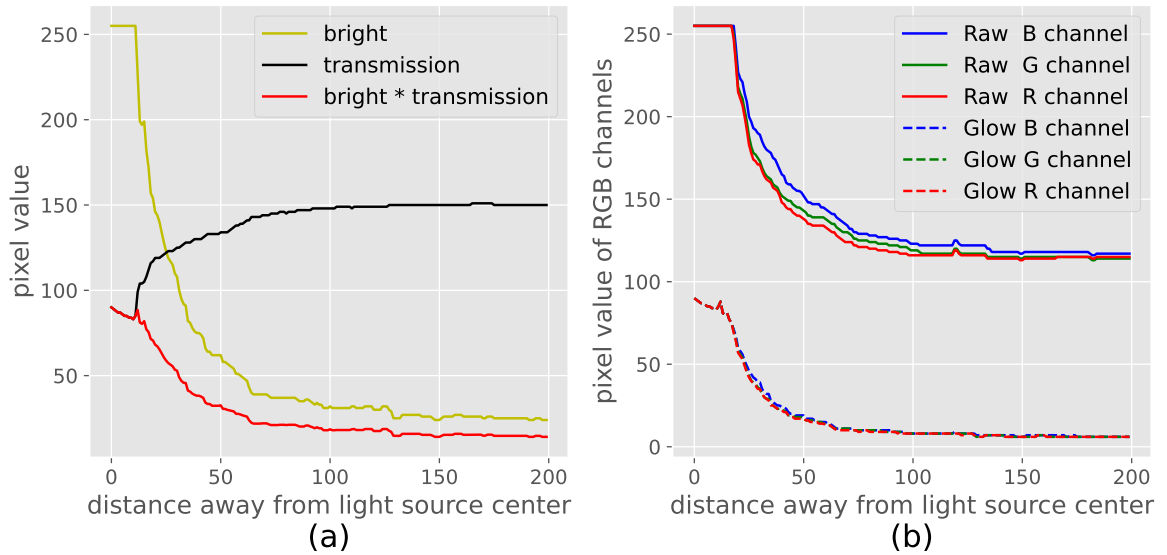 250
200
150
100
50
0
50
100
150
200
pixel value
distance away from light source center
bright
transmission
bright * transmission
(a)
250
200
150
100
50
0
0
50
100
150
200
pixel value of RGB channels
distance away from light source center
Raw B channel
Raw G channel
Raw R channel
Glow B channel
Glow G channel
Glow R channel
(b)